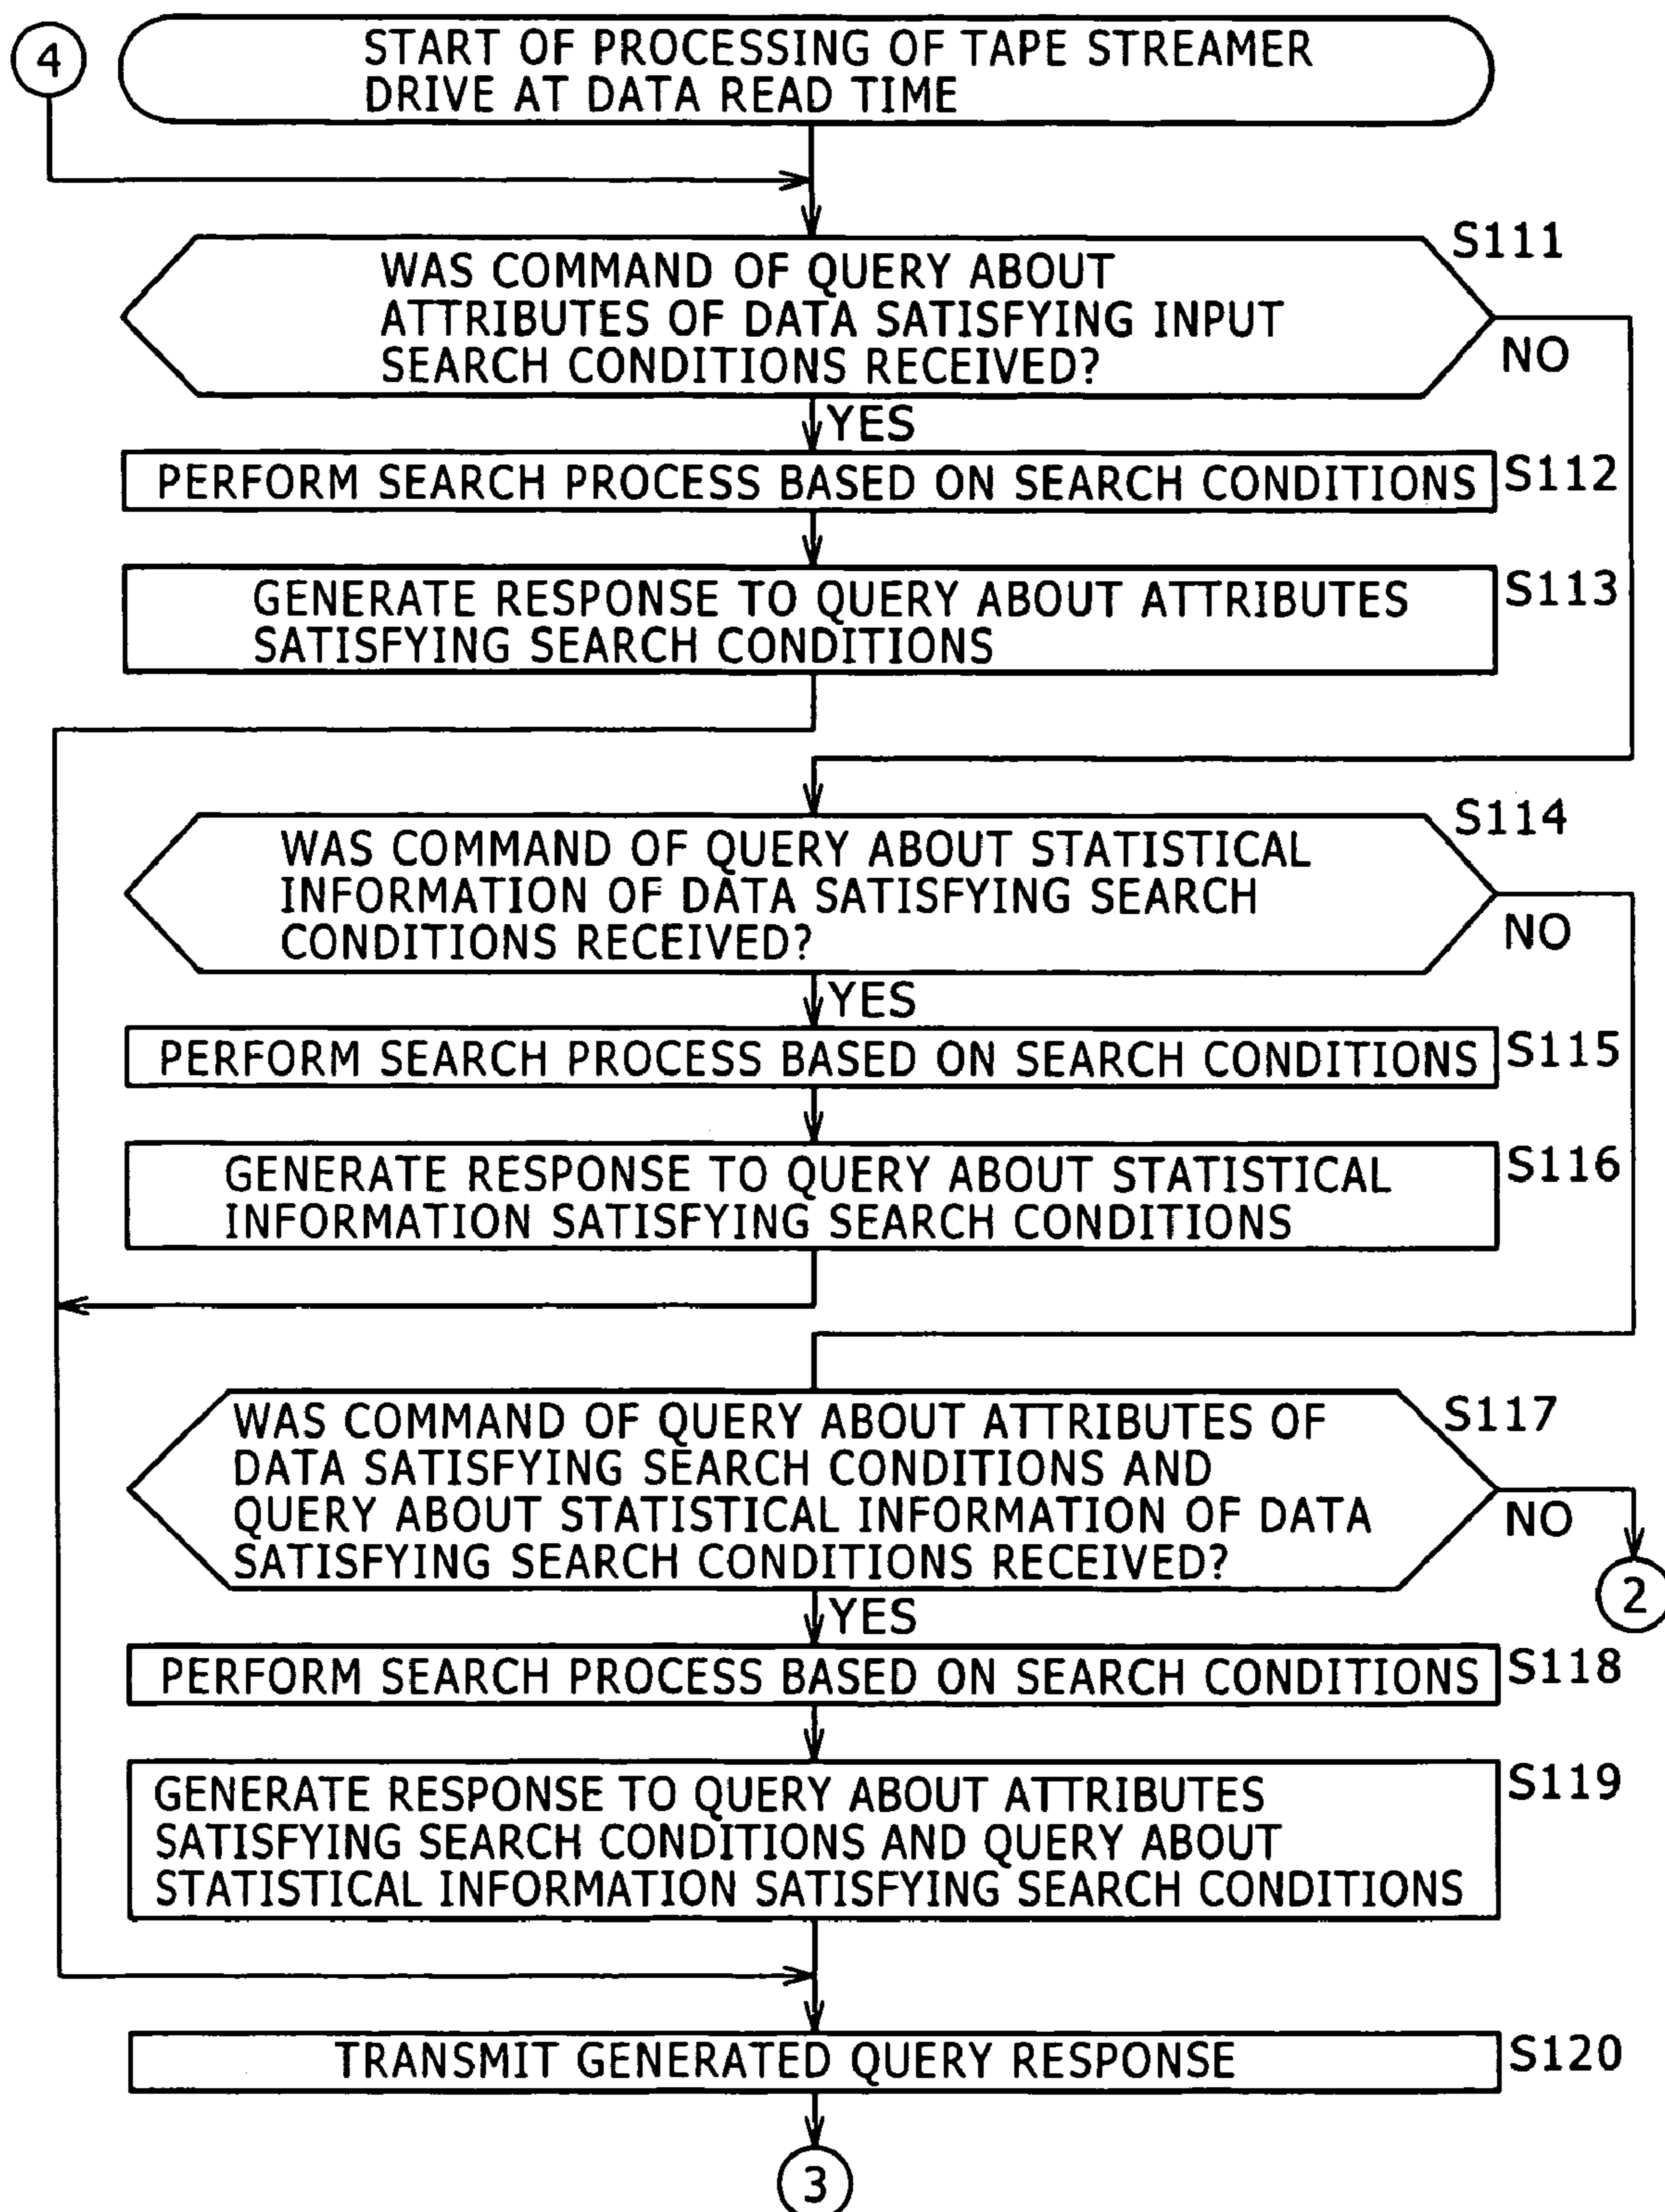 4
START OF PROCESSING OF TAPE STREAMER
DRIVE AT DATA READ TIME
S111
WAS COMMAND OF QUERY ABOUT
ATTRIBUTES OF DATA SATISFYING INPUT
SEARCH CONDITIONS RECEIVED?
NO
YES
PERFORM SEARCH PROCESS BASED ON SEARCH CONDITIONS
S112
GENERATE RESPONSE TO QUERY ABOUT ATTRIBUTES
SATISFYING SEARCH CONDITIONS
S113
S114
WAS COMMAND OF QUERY ABOUT STATISTICAL
INFORMATION OF DATA SATISFYING SEARCH
CONDITIONS RECEIVED?
NO
YES
PERFORM SEARCH PROCESS BASED ON SEARCH CONDITIONS
S115
GENERATE RESPONSE TO QUERY ABOUT STATISTICAL
INFORMATION SATISFYING SEARCH CONDITIONS
S116
S117
WAS COMMAND OF QUERY ABOUT ATTRIBUTES OF
DATA SATISFYING SEARCH CONDITIONS AND
QUERY ABOUT STATISTICAL INFORMATION OF DATA
SATISFYING SEARCH CONDITIONS RECEIVED?
NO
2
YES
PERFORM SEARCH PROCESS BASED ON SEARCH CONDITIONS
S118
GENERATE RESPONSE TO QUERY ABOUT ATTRIBUTES
SATISFYING SEARCH CONDITIONS AND QUERY ABOUT
STATISTICAL INFORMATION SATISFYING SEARCH CONDITIONS
S119
TRANSMIT GENERATED QUERY RESPONSE
S120
3